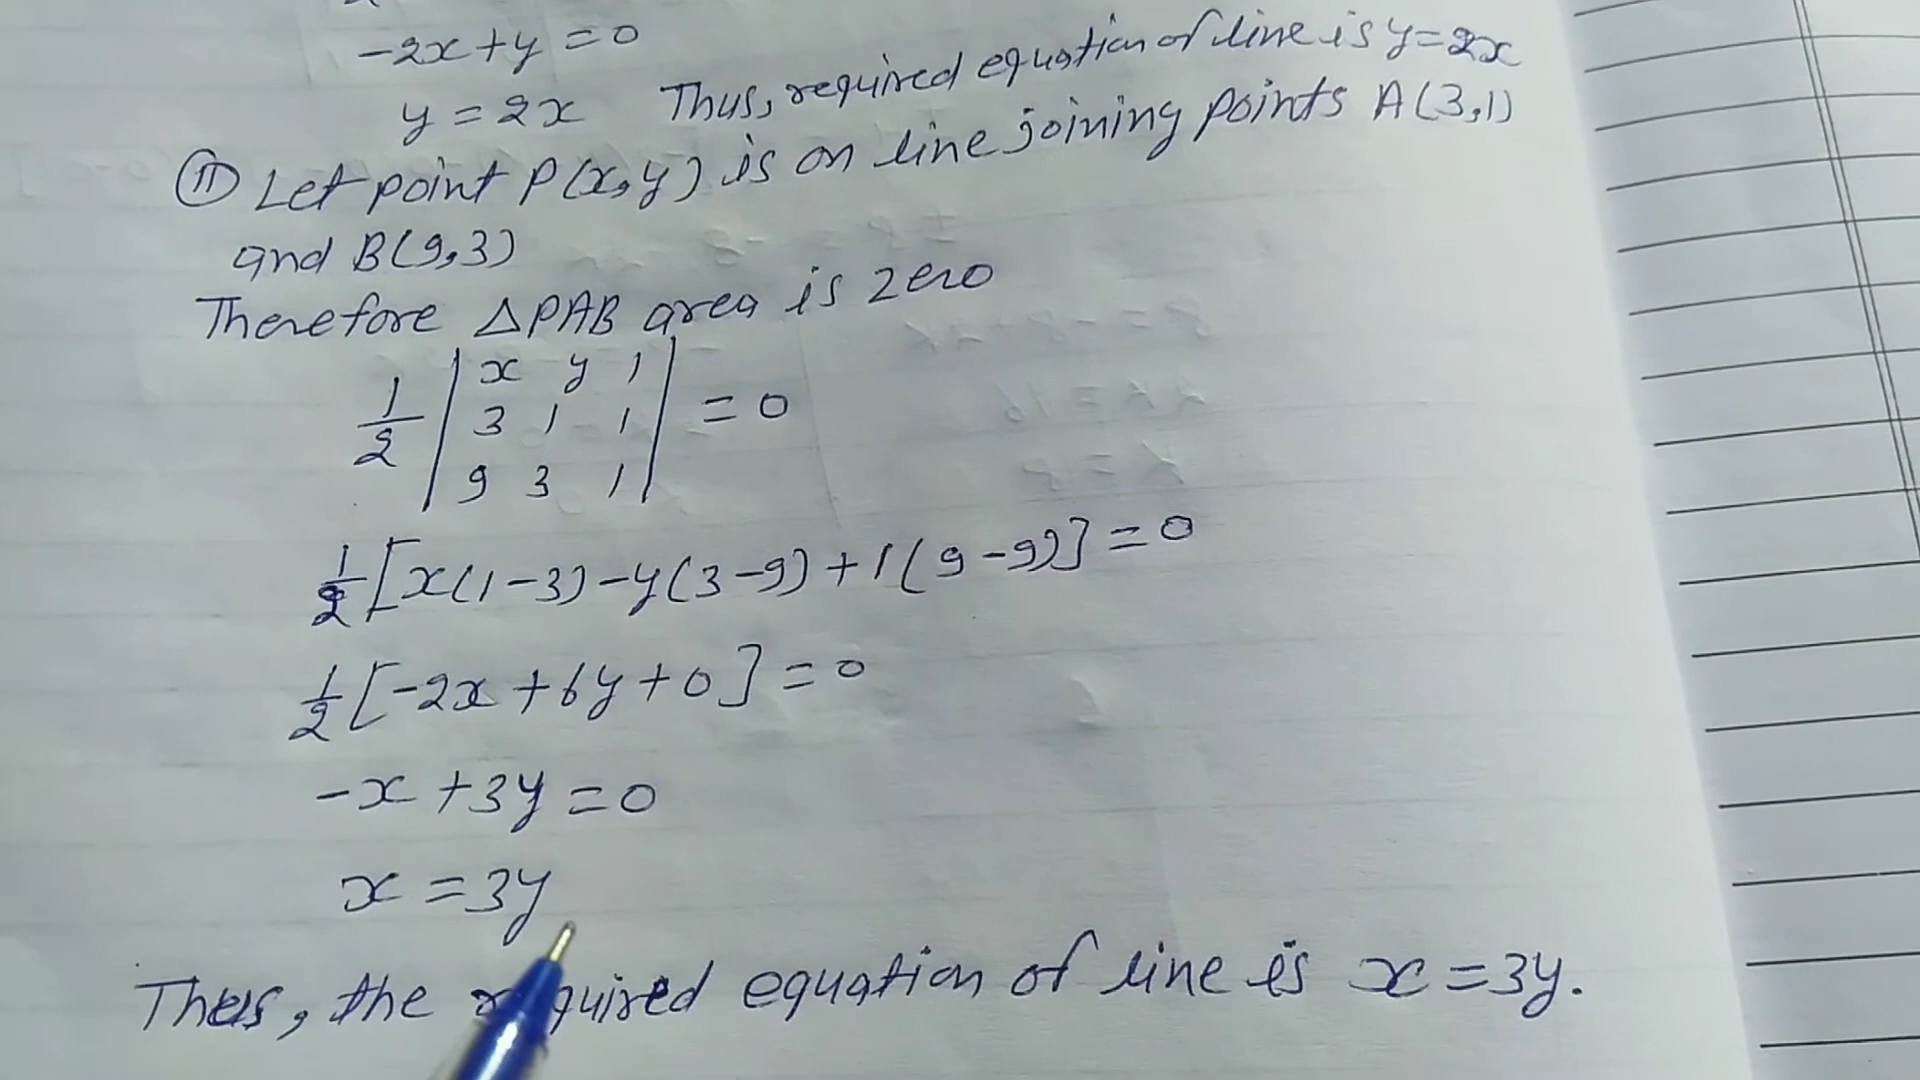 -2x+y=0
y=2x Thus, required equation of line is y=2x
(ii) Let point P(x,y) is on line joining points A(3,1)
and B(9,3)
Therefore △PAB area is zero
1/2 |x y 1|
|3 1 1| =0
|9 3 1|
1/2[x(1-3)-y(3-9)+1(9-9)]=0
1/2[-2x+6y+0]=0
-x+3y=0
x=3y
Thus, the required equation of line is x=3y.